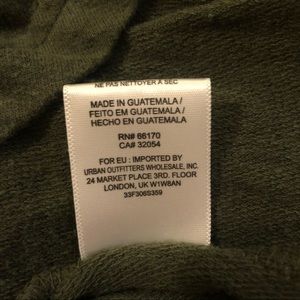 NE PAS NETTOYER À SEC
MADE IN GUATEMALA /
FEITO EM GUATEMALA /
HECHO EN GUATEMALA
RN# 66170
CA# 32054
FOR EU : IMPORTED BY
URBAN OUTFITTERS WHOLESALE, INC.
24 MARKET PLACE 3RD. FLOOR
LONDON, UK W1W8AN
33F306S359